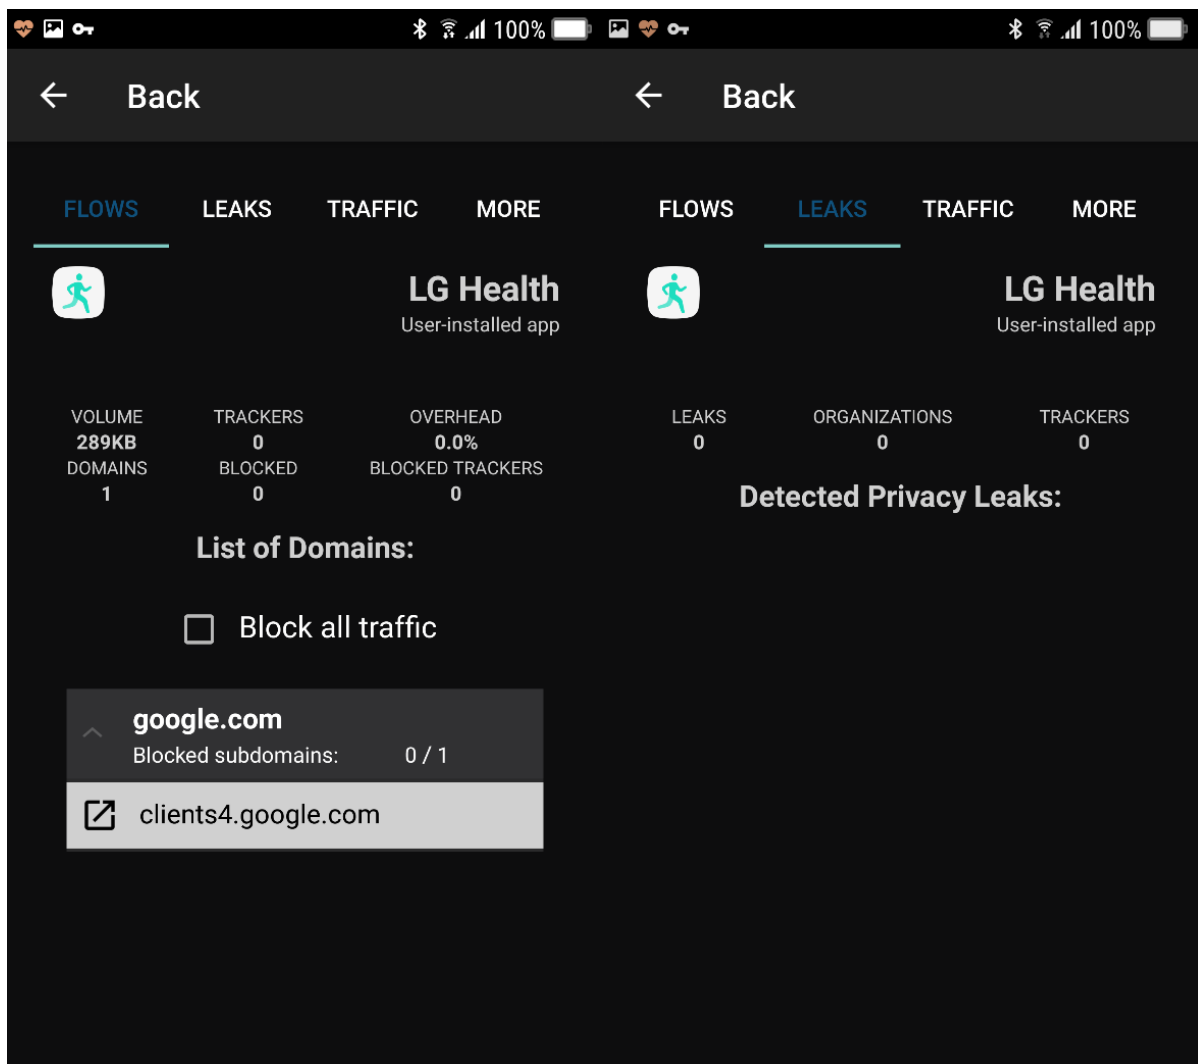 100%
Back
FLOWS LEAKS TRAFFIC MORE
LG Health
User-installed app
VOLUME TRACKERS OVERHEAD
289KB 0 0.0%
DOMAINS BLOCKED BLOCKED TRACKERS
1 0 0
List of Domains:
Block all traffic
google.com
Blocked subdomains: 0 / 1
clients4.google.com
100%
Back
FLOWS LEAKS TRAFFIC MORE
LG Health
User-installed app
LEAKS ORGANIZATIONS TRACKERS
0 0 0
Detected Privacy Leaks: